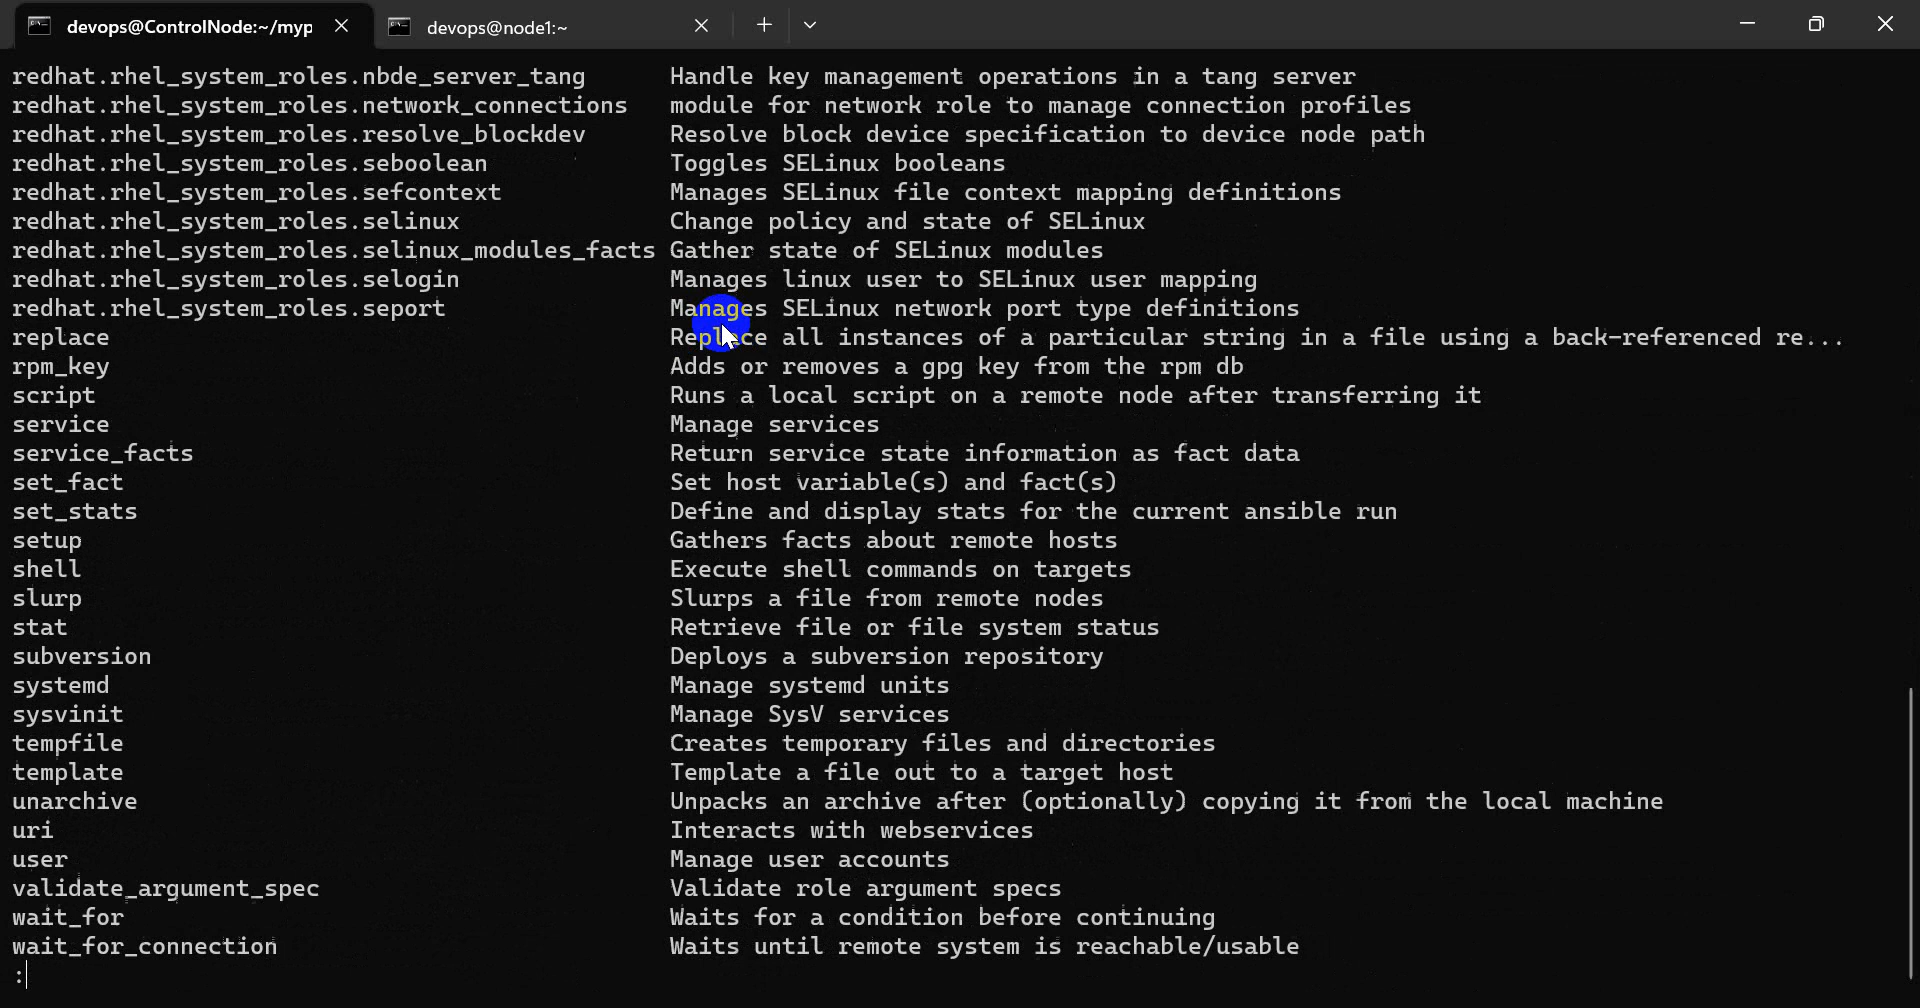 devops@ControlNode:~/myp
devops@node1:~
redhat.rhel_system_roles.nbde_server_tang Handle key management operations in a tang server
redhat.rhel_system_roles.network_connections module for network role to manage connection profiles
redhat.rhel_system_roles.resolve_blockdev Resolve block device specification to device node path
redhat.rhel_system_roles.seboolean Toggles SELinux booleans
redhat.rhel_system_roles.sefcontext Manages SELinux file context mapping definitions
redhat.rhel_system_roles.selinux Change policy and state of SELinux
redhat.rhel_system_roles.selinux_modules_facts Gather state of SELinux modules
redhat.rhel_system_roles.selogin Manages linux user to SELinux user mapping
redhat.rhel_system_roles.seport Manages SELinux network port type definitions
replace Replace all instances of a particular string in a file using a back-referenced re...
rpm_key Adds or removes a gpg key from the rpm db
script Runs a local script on a remote node after transferring it
service Manage services
service_facts Return service state information as fact data
set_fact Set host variable(s) and fact(s)
set_stats Define and display stats for the current ansible run
setup Gathers facts about remote hosts
shell Execute shell commands on targets
slurp Slurps a file from remote nodes
stat Retrieve file or file system status
subversion Deploys a subversion repository
systemd Manage systemd units
sysvinit Manage SysV services
tempfile Creates temporary files and directories
template Template a file out to a target host
unarchive Unpacks an archive after (optionally) copying it from the local machine
uri Interacts with webservices
user Manage user accounts
validate_argument_spec Validate role argument specs
wait_for Waits for a condition before continuing
wait_for_connection Waits until remote system is reachable/usable
: